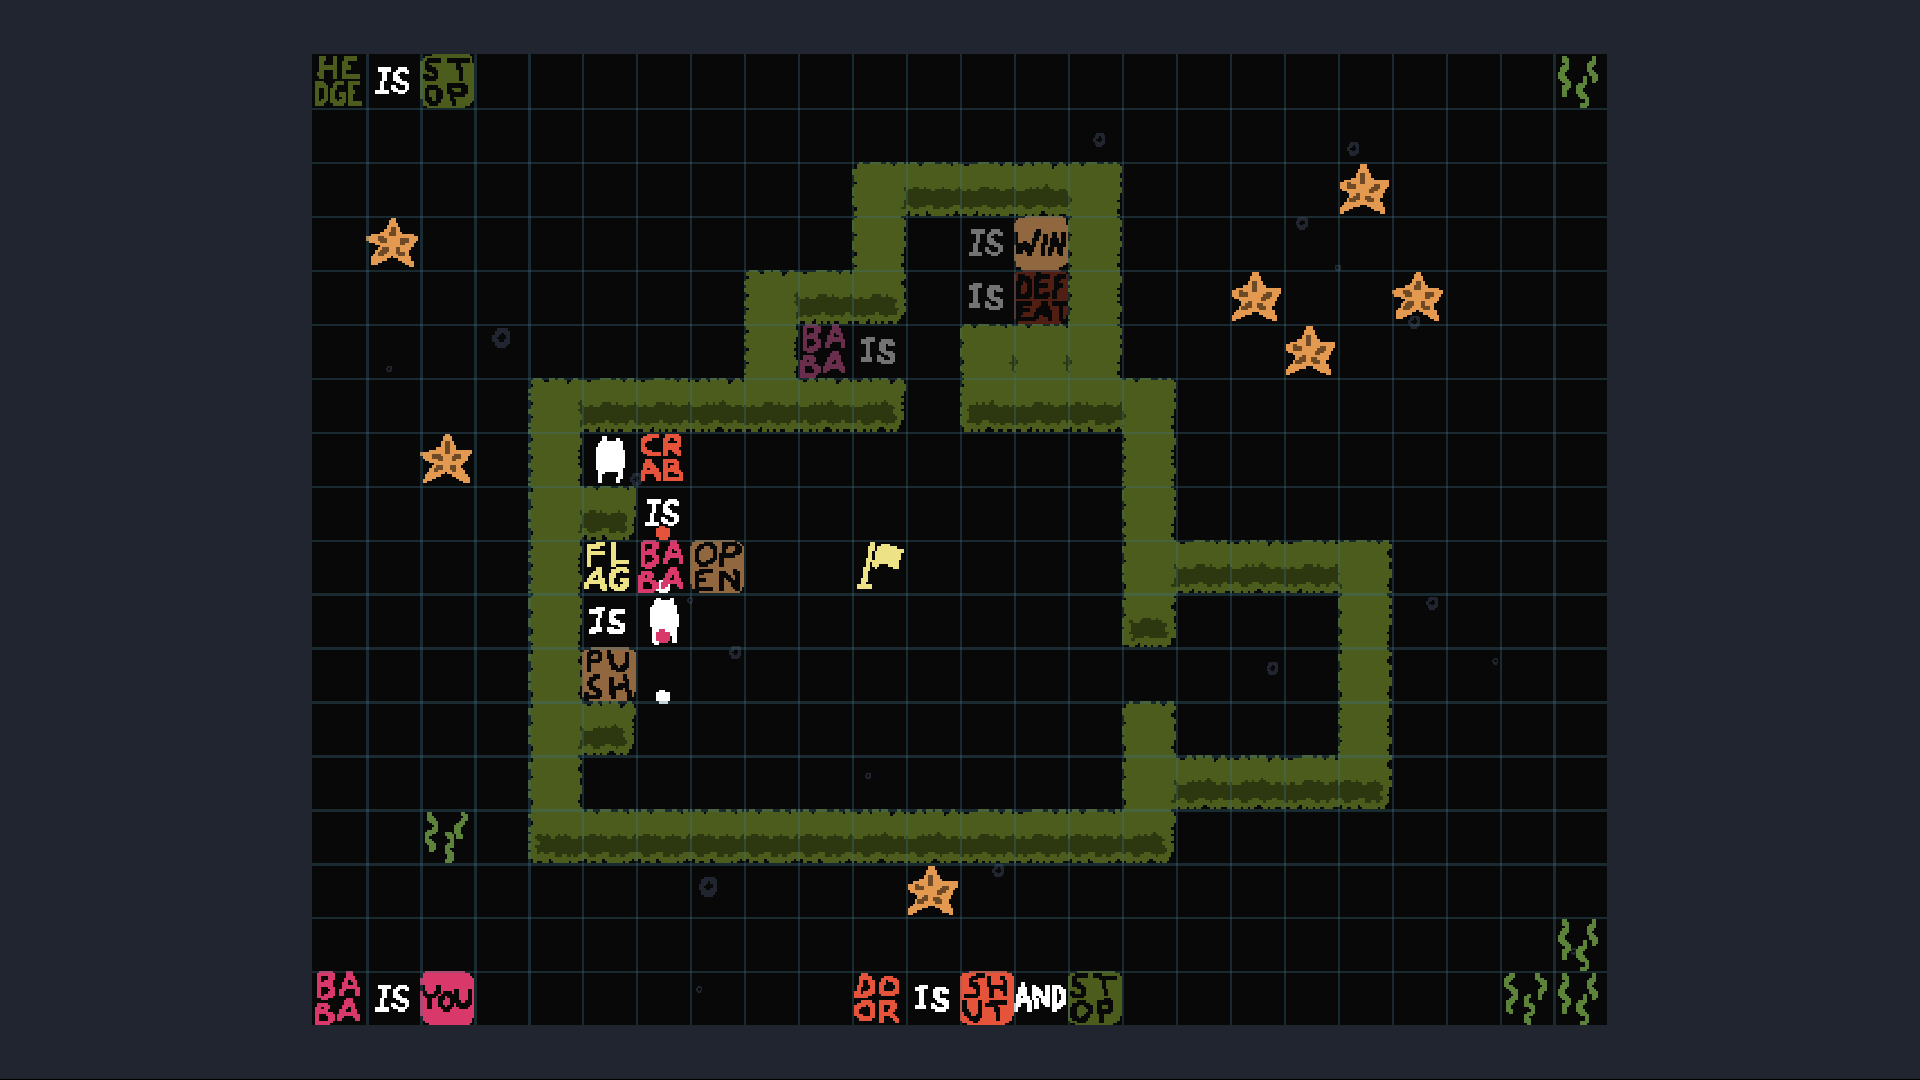 HEDGE IS STOP
IS WIN
IS DEFEAT
BABA IS
CRAB
IS
FLAG BABA OPEN
IS
PUSH
BABA IS YOU
DOOR IS SHUT AND STOP